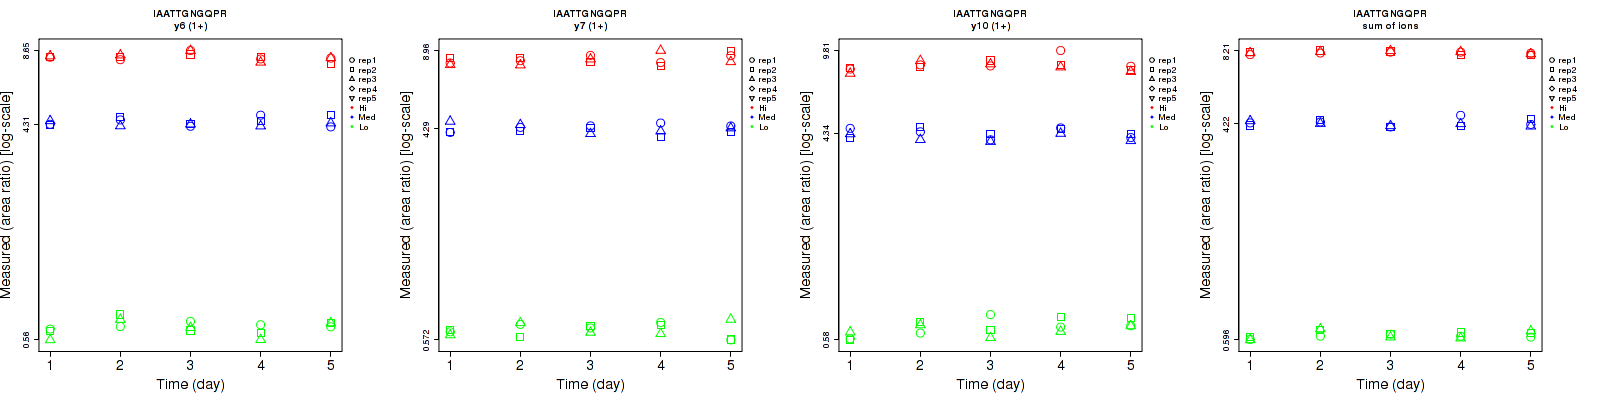 IAATTGNGQPR
y6 (1+)
Measured (area ratio) [log-scale]
8.65
4.31
0.56
1 2 3 4 5
Time (day)
rep1
rep2
rep3
rep4
rep5
Hi
Med
Lo
IAATTGNGQPR
y7 (1+)
Measured (area ratio) [log-scale]
8.96
4.29
0.572
1 2 3 4 5
Time (day)
rep1
rep2
rep3
rep4
rep5
Hi
Med
Lo
IAATTGNGQPR
y10 (1+)
Measured (area ratio) [log-scale]
9.81
4.34
0.58
1 2 3 4 5
Time (day)
rep1
rep2
rep3
rep4
rep5
Hi
Med
Lo
IAATTGNGQPR
sum of ions
Measured (area ratio) [log-scale]
8.21
4.22
0.596
1 2 3 4 5
Time (day)
rep1
rep2
rep3
rep4
rep5
Hi
Med
Lo